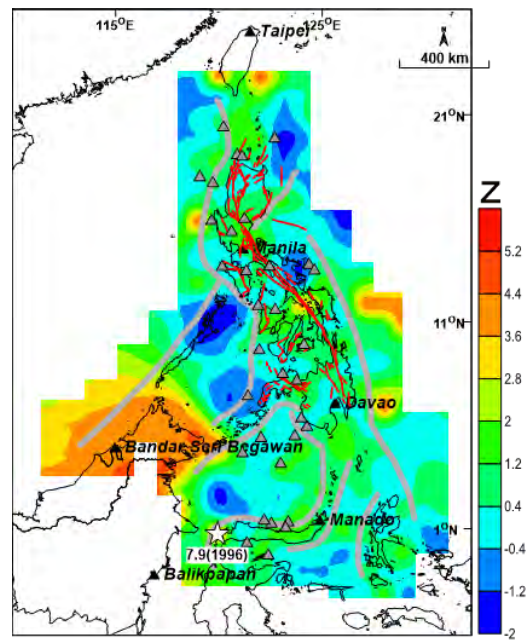 115°E
125°E
Taipei
N
400 km
21°N
Z
5.2
4.4
3.6
2.8
2
1.2
0.4
-0.4
-1.2
-2
Manila
11°N
Davao
Bandar Seri Begawan
Manado
1°N
7.9(1996)
Balikpapan